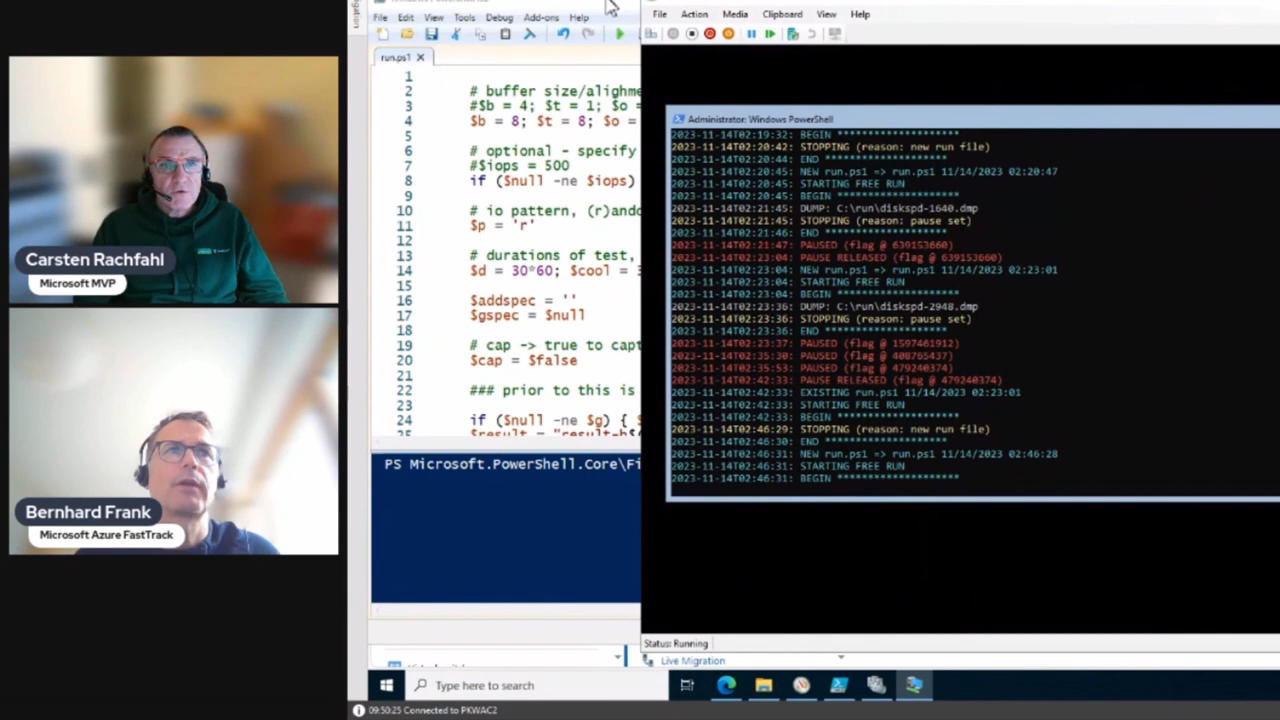 Carsten Rachfahl
Microsoft MVP
Bernhard Frank
Microsoft Azure FastTrack
File Edit View Tools Debug Add-ons Help
run.ps1
1
2 # buffer size/alighme
3 #$b = 4; $t = 1; $o =
4 $b = 8; $t = 8; $o =
5
6 # optional - specify
7 #$iops = 500
8 if ($null -ne $iops)
9
10 # io pattern, (r)ando
11 $p = 'r'
12
13 # durations of test,
14 $d = 30*60; $cool = 3
15
16 $addspec = ''
17 $gspec = $null
18
19 # cap -> true to capt
20 $cap = $false
21
22 ### prior to this is
23
24 if ($null -ne $g) { $
25 $result = "result-b$(
PS Microsoft.PowerShell.Core\Fi
File Action Media Clipboard View Help
Administrator: Windows PowerShell
2023-11-14T02:19:32: BEGIN ********************
2023-11-14T02:20:42: STOPPING (reason: new run file)
2023-11-14T02:20:44: END ********************
2023-11-14T02:20:45: NEW run.ps1 => run.ps1 11/14/2023 02:20:47
2023-11-14T02:20:45: STARTING FREE RUN
2023-11-14T02:20:45: BEGIN ********************
2023-11-14T02:21:45: DUMP: C:\run\diskspd-1640.dmp
2023-11-14T02:21:45: STOPPING (reason: pause set)
2023-11-14T02:21:46: END ********************
2023-11-14T02:21:47: PAUSED (flag @ 639153660)
2023-11-14T02:23:04: PAUSE RELEASED (flag @ 639153660)
2023-11-14T02:23:04: NEW run.ps1 => run.ps1 11/14/2023 02:23:01
2023-11-14T02:23:04: STARTING FREE RUN
2023-11-14T02:23:04: BEGIN ********************
2023-11-14T02:23:36: DUMP: C:\run\diskspd-2948.dmp
2023-11-14T02:23:36: STOPPING (reason: pause set)
2023-11-14T02:23:36: END ********************
2023-11-14T02:23:37: PAUSED (flag @ 1597461912)
2023-11-14T02:35:30: PAUSED (flag @ 408765437)
2023-11-14T02:35:53: PAUSED (flag @ 479240374)
2023-11-14T02:42:33: PAUSE RELEASED (flag @ 479240374)
2023-11-14T02:42:33: EXISTING run.ps1 11/14/2023 02:23:01
2023-11-14T02:42:33: STARTING FREE RUN
2023-11-14T02:42:33: BEGIN ********************
2023-11-14T02:46:29: STOPPING (reason: new run file)
2023-11-14T02:46:30: END ********************
2023-11-14T02:46:31: NEW run.ps1 => run.ps1 11/14/2023 02:46:28
2023-11-14T02:46:31: STARTING FREE RUN
2023-11-14T02:46:31: BEGIN ********************
Status: Running
Live Migration
Type here to search
09:50:25 Connected to PKWAC2